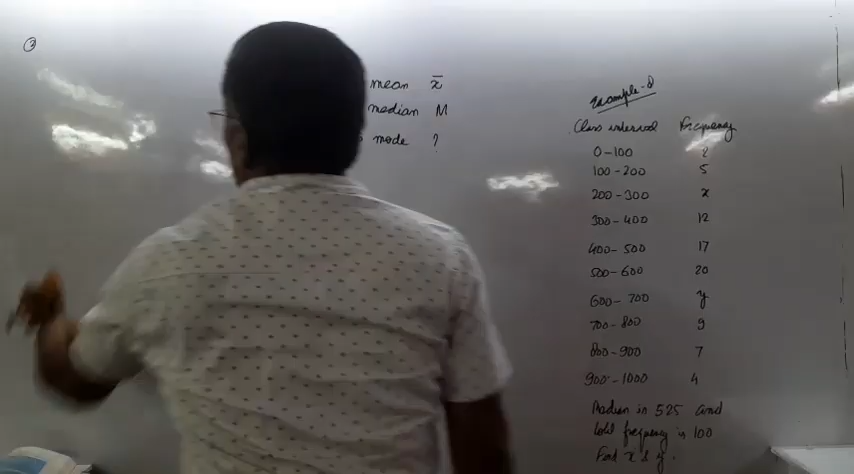 ③
mean x̄
median M
mode ?
Example-8
Class interval Frequency
0-100 2
100-200 5
200-300 x
300-400 12
400-500 17
500-600 20
600-700 y
700-800 9
800-900 7
900-1000 4
Median is 525 and
total frequency is 100
Find x & y.